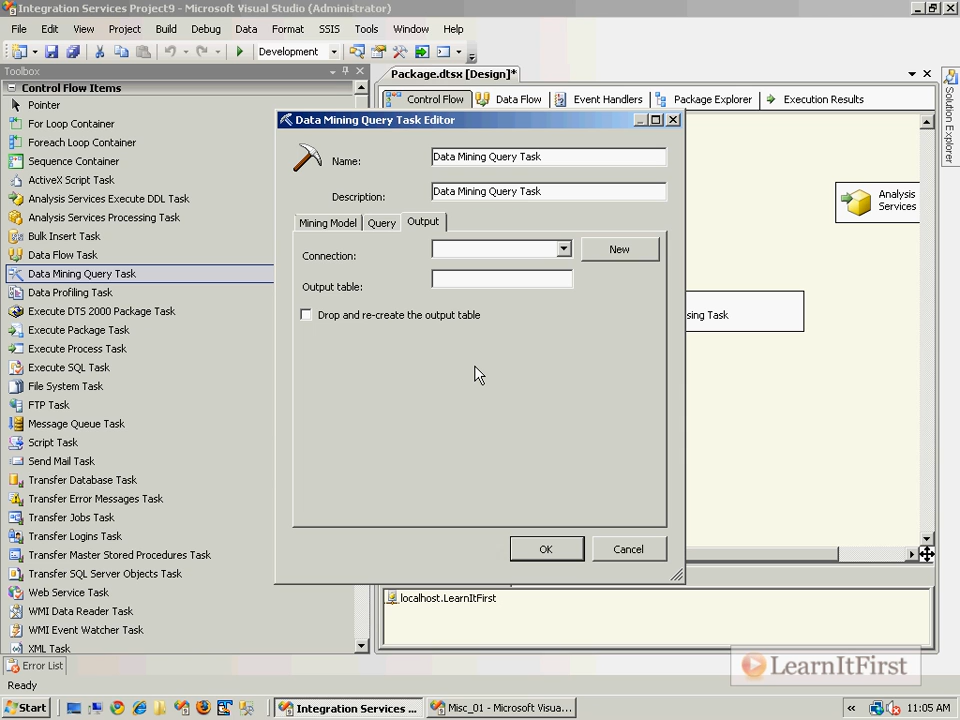 Integration Services Project9 - Microsoft Visual Studio (Administrator)
File Edit View Project Build Debug Data Format SSIS Tools Window Help
Development
Toolbox
Control Flow Items
Pointer
For Loop Container
Foreach Loop Container
Sequence Container
ActiveX Script Task
Analysis Services Execute DDL Task
Analysis Services Processing Task
Bulk Insert Task
Data Flow Task
Data Mining Query Task
Data Profiling Task
Execute DTS 2000 Package Task
Execute Package Task
Execute Process Task
Execute SQL Task
File System Task
FTP Task
Message Queue Task
Script Task
Send Mail Task
Transfer Database Task
Transfer Error Messages Task
Transfer Jobs Task
Transfer Logins Task
Transfer Master Stored Procedures Task
Transfer SQL Server Objects Task
Web Service Task
WMI Data Reader Task
WMI Event Watcher Task
XML Task
Package.dtsx [Design]*
Control Flow Data Flow Event Handlers Package Explorer Execution Results
Solution Explorer
Analysis
Services
sing Task
Data Mining Query Task Editor
Name: Data Mining Query Task
Description: Data Mining Query Task
Mining Model Query Output
Connection: New
Output table:
Drop and re-create the output table
OK Cancel
localhost.LearnItFirst
LearnItFirst
Error List
Ready
Start Integration Services ... Misc_01 - Microsoft Visua... « 11:05 AM